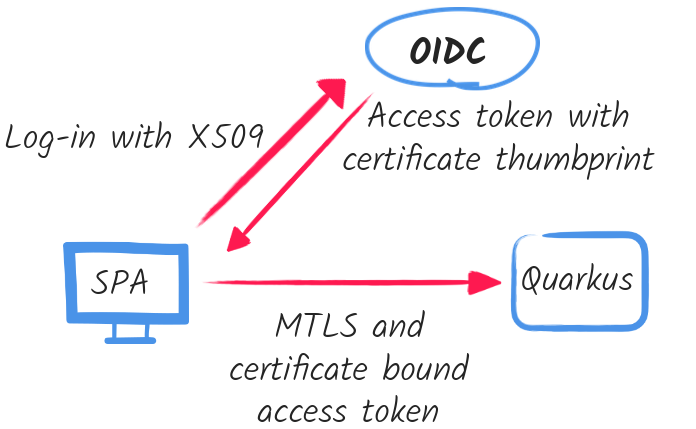 OIDC
Log-in with X509
Access token with
certificate thumbprint
SPA
Quarkus
MTLS and
certificate bound
access token